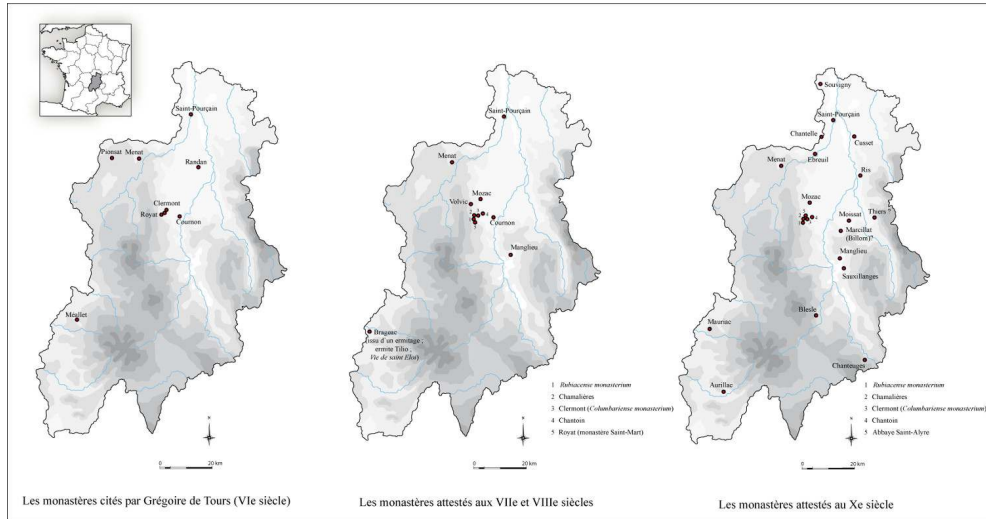 Saint-Pourçain
Pionsat
Menat
Randan
Clermont
Royat
Cournon
Méallet
20 km
Les monastères cités par Grégoire de Tours (VIe siècle)
Saint-Pourçain
Menat
Mozac
Volvic
Cournon
Manglieu
Brageac
(issu d'un ermitage ;
ermite Tillo ;
Vie de saint Eloi)
1 Rubiacense monasterium
2 Chamalières
3 Clermont (Columbariense monasterium)
4 Chantoin
5 Royat (monastère Saint-Mart)
0 20 km
Les monastères attestés aux VIIe et VIIIe siècles
Souvigny
Saint-Pourçain
Chantelle
Cusset
Ebreuil
Menat
Ris
Mozac
Moissat
Thiers
Marcillat
(Billom)?
Manglieu
Sauxillanges
Blesle
Mauriac
Chanteuges
Aurillac
1 Rubiacense monasterium
2 Chamalières
3 Clermont (Columbariense monasterium)
4 Chantoin
5 Abbaye Saint-Alyre
0 20 km
Les monastères attestés au Xe siècle